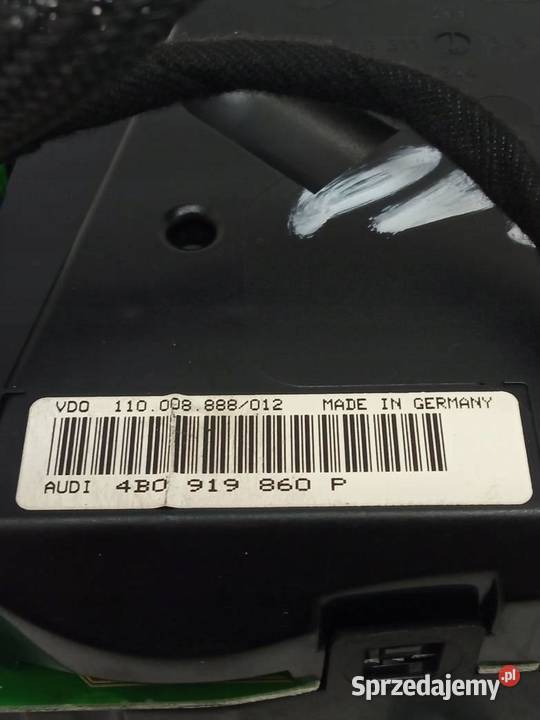 VDO 110.008.888/012 MADE IN GERMANY
AUDI 4B0 919 860 P
Sprzedajemy.pl